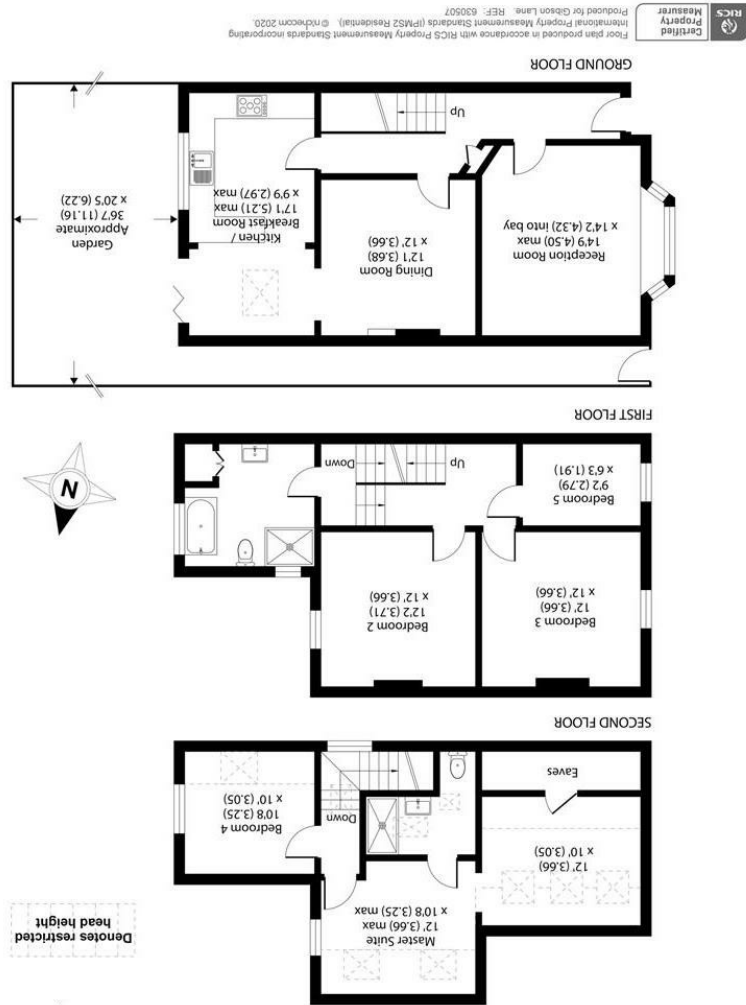 Denotes restricted
head height
Master Suite
12' (3.66) max
x 10'8 (3.25) max
12' (3.66)
x 10' (3.05)
Eaves
Down
Bedroom 4
10'8 (3.25)
x 10' (3.05)
SECOND FLOOR
Bedroom 3
12' (3.66)
x 12' (3.66)
Bedroom 2
12'2 (3.71)
x 12' (3.66)
N
Bedroom 5
9'2 (2.79)
x 6'3 (1.91)
Up
Down
FIRST FLOOR
Reception Room
14'9 (4.50) max
x 14'2 (4.32) into bay
Dining Room
12'1 (3.68)
x 12' (3.66)
Kitchen /
Breakfast Room
17'1 (5.21) max
x 9'9 (2.97) max
Garden
Approximate
36'7 (11.16)
x 20'5 (6.22)
Up
GROUND FLOOR
RICS
Certified
Property
Measurer
Floor plan produced in accordance with RICS Property Measurement Standards incorporating
International Property Measurement Standards (IPMS2 Residential). © nichecom 2020.
Produced for Gibson Lane. REF: 630507